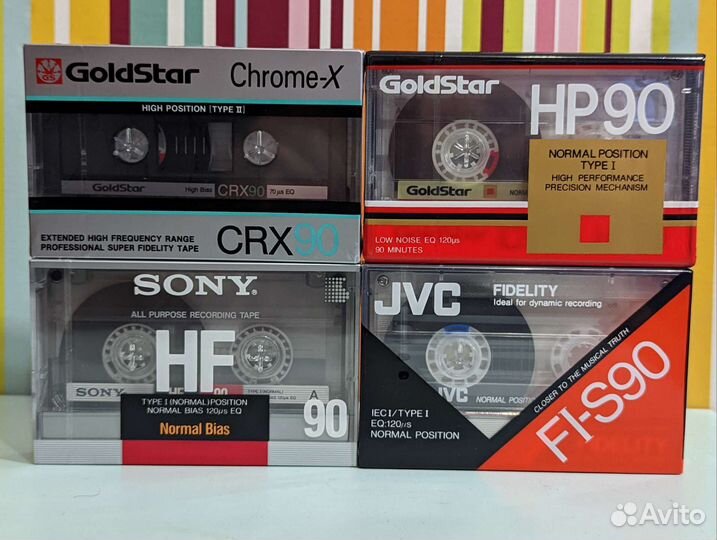 GoldStar Chrome-X
HIGH POSITION [TYPE II]
GoldStar High Bias CRX90 70µs EQ
EXTENDED HIGH FREQUENCY RANGE
PROFESSIONAL SUPER FIDELITY TAPE
CRX90
GoldStar
HP90
NORMAL POSITION
TYPE I
HIGH PERFORMANCE
PRECISION MECHANISM
GoldStar
LOW NOISE EQ 120µs
90 MINUTES
SONY
ALL PURPOSE RECORDING TAPE
HF
SONY HF 90 A
TYPE I (NORMAL) POSITION
NORMAL BIAS 120µs EQ
Normal Bias
90
JVC
FIDELITY
Ideal for dynamic recording
JVC NORMAL
IEC I/TYPE I
EQ:120µs
NORMAL POSITION
CLOSER TO THE MUSICAL TRUTH
FI-S90
Avito